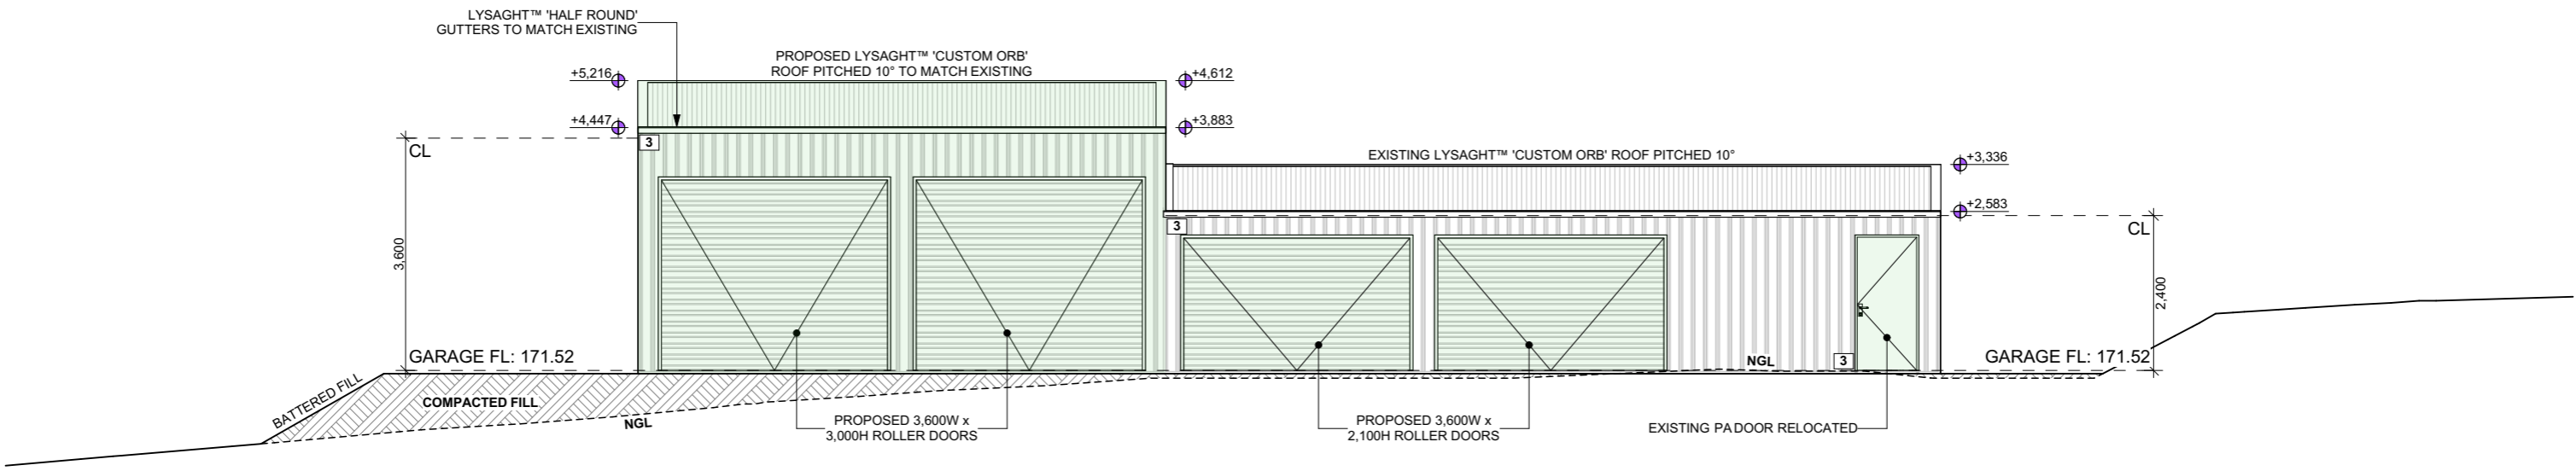 LYSAGHT™ 'HALF ROUND'
GUTTERS TO MATCH EXISTING
PROPOSED LYSAGHT™ 'CUSTOM ORB'
ROOF PITCHED 10° TO MATCH EXISTING
+5,216
+4,612
+4,447
+3,883
CL
3
EXISTING LYSAGHT™ 'CUSTOM ORB' ROOF PITCHED 10°
+3,336
+2,583
3
CL
3,600
2,400
GARAGE FL: 171.52
NGL
3
GARAGE FL: 171.52
BATTERED FILL
COMPACTED FILL
NGL
PROPOSED 3,600W x
3,000H ROLLER DOORS
PROPOSED 3,600W x
2,100H ROLLER DOORS
EXISTING PA DOOR RELOCATED